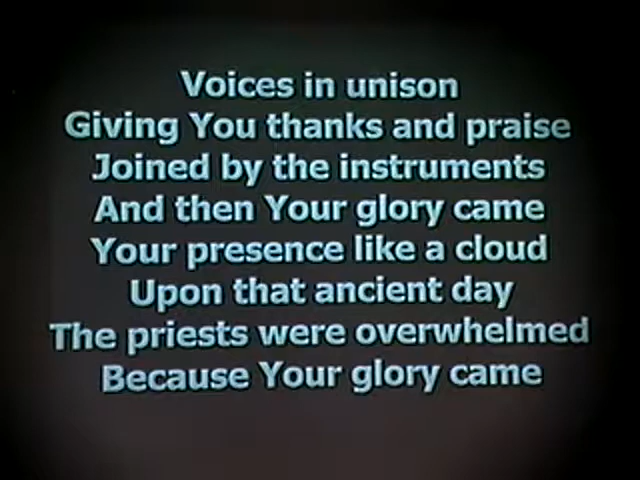 Voices in unison
Giving You thanks and praise
Joined by the instruments
And then Your glory came
Your presence like a cloud
Upon that ancient day
The priests were overwhelmed
Because Your glory came